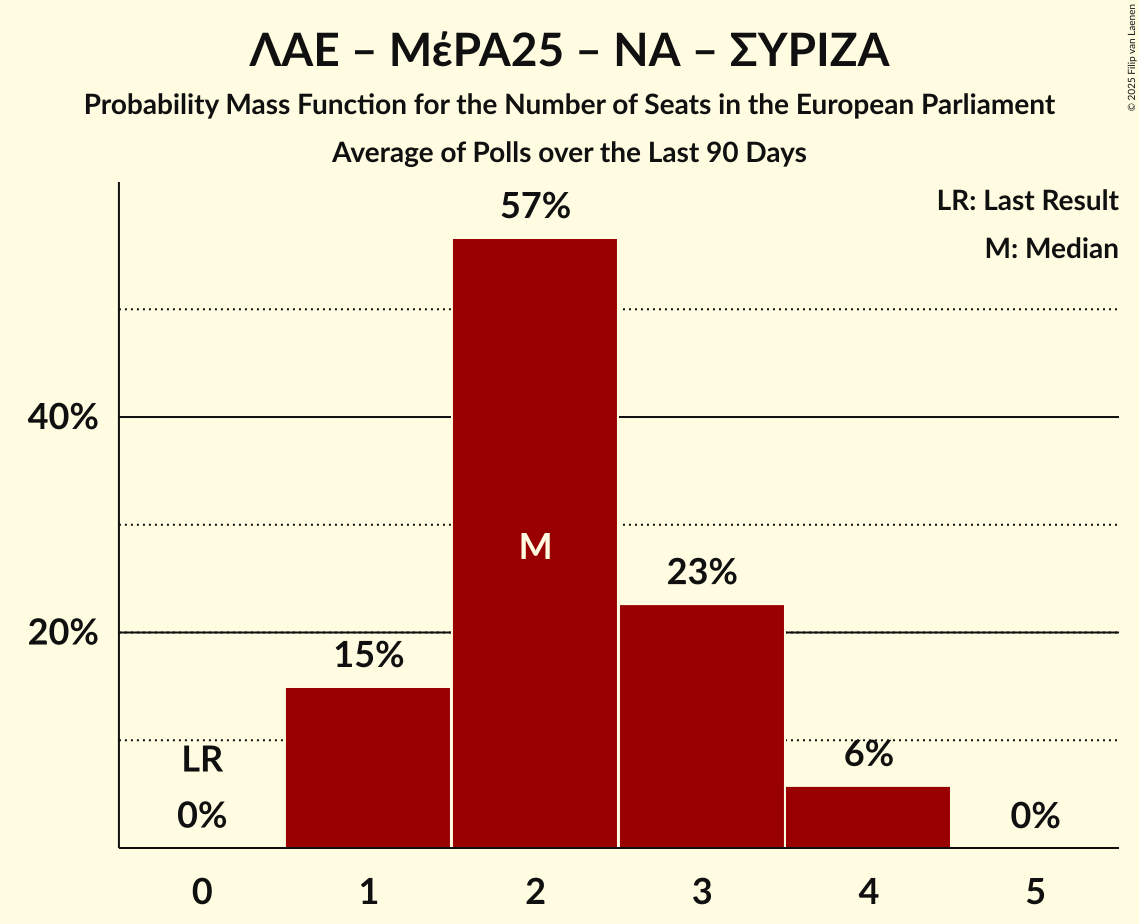 ΛΑΕ – ΜέΡΑ25 – ΝΑ – ΣΥΡΙΖΑ
Probability Mass Function for the Number of Seats in the European Parliament
Average of Polls over the Last 90 Days
© 2025 Filip van Laenen
LR: Last Result
M: Median
57%
40%
M
23%
20%
15%
LR
6%
0%
0%
0 1 2 3 4 5